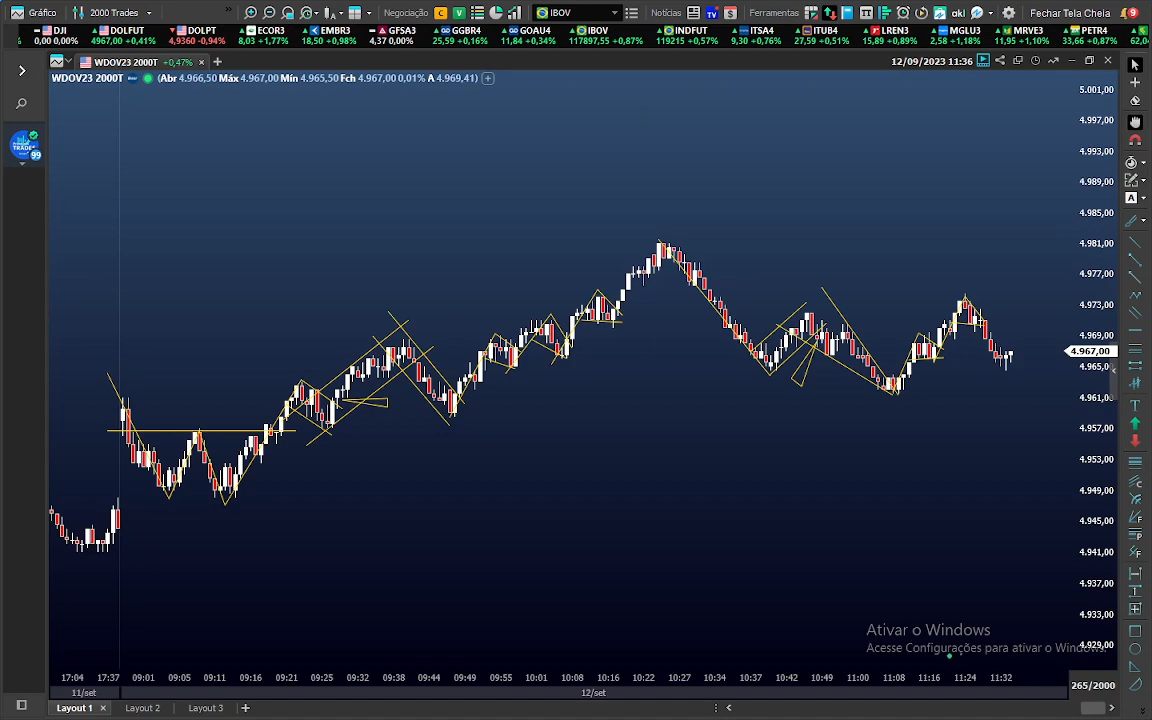 Gráfico 2000 Trades » Negociação C V IBOV Notícias TV $ Ferramentas Fechar Tela Cheia 9
DJI DOLFUT DOLPT ECOR3 EMBR3 GFSA3 GGBR4 GOAU4 IBOV INDFUT ITSA4 ITUB4 LREN3 MGLU3 MRVE3 PETR4
% 0,00 0,00% 4967,00 +0,41% 4,9360 -0,94% 8,03 +1,77% 18,50 +0,98% 4,37 0,00% 25,59 +0,16% 11,84 +0,34% 117897,55 +0,87% 119215 +0,57% 9,30 +0,76% 27,59 +0,51% 15,89 +0,89% 2,58 +1,18% 11,95 +1,10% 33,66 +0,87% 62,0
WDOV23 2000T +0,47% × + 12/09/2023 11:36
WDOV23 2000T (Abr 4.966,50 Máx 4.967,00 Mín 4.965,50 Fch 4.967,00 0,01% A 4.969,41)
99
5.001,00
4.997,00
4.993,00
4.989,00
4.985,00
4.981,00
4.977,00
4.973,00
4.969,00
4.967,00
4.965,00
4.961,00
4.957,00
4.953,00
4.949,00
4.945,00
4.941,00
4.937,00
4.933,00
4.929,00
Ativar o Windows
Acesse Configurações para ativar o Windows.
17:04 17:37 09:01 09:05 09:11 09:16 09:21 09:25 09:32 09:38 09:44 09:49 09:55 10:01 10:08 10:16 10:22 10:27 10:34 10:37 10:42 10:49 11:00 11:08 11:16 11:24 11:32
265/2000
11/set 12/set
Layout 1 × Layout 2 Layout 3 +